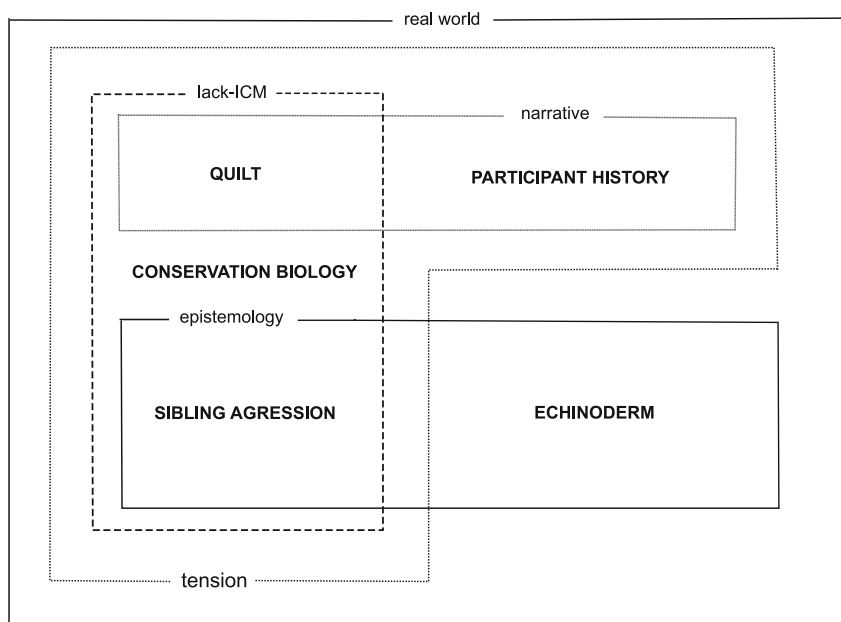 real world
lack-ICM
narrative
QUILT
PARTICIPANT HISTORY
CONSERVATION BIOLOGY
epistemology
SIBLING AGRESSION
ECHINODERM
tension